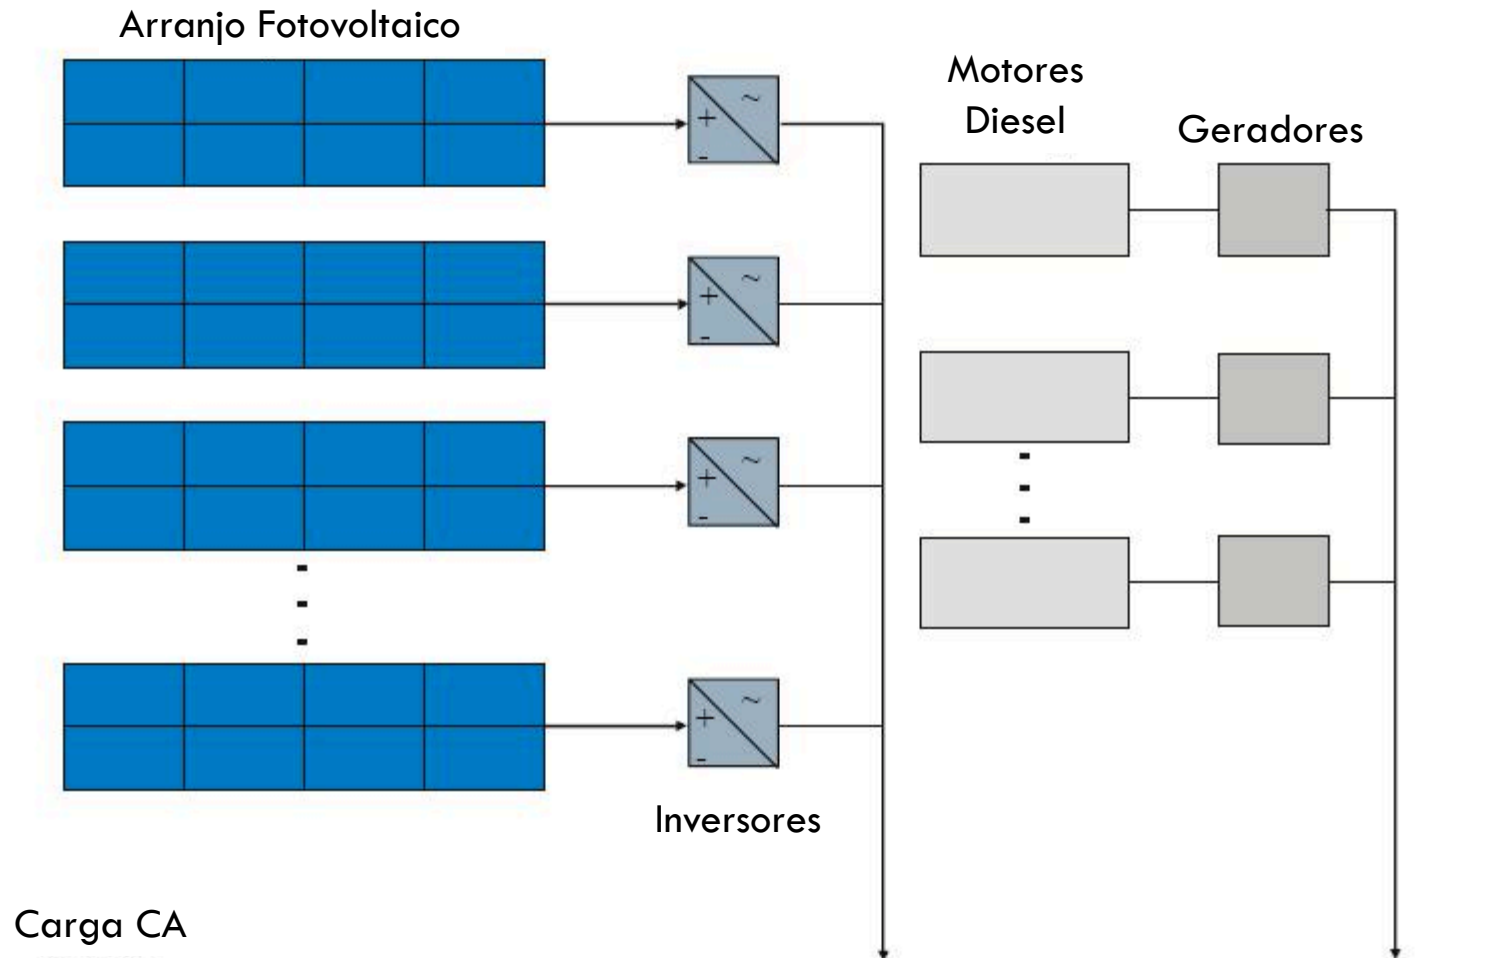 Arranjo Fotovoltaico
Motores
Diesel
Geradores
~
+
-
~
+
-
~
+
-
~
+
-
Inversores
Carga CA